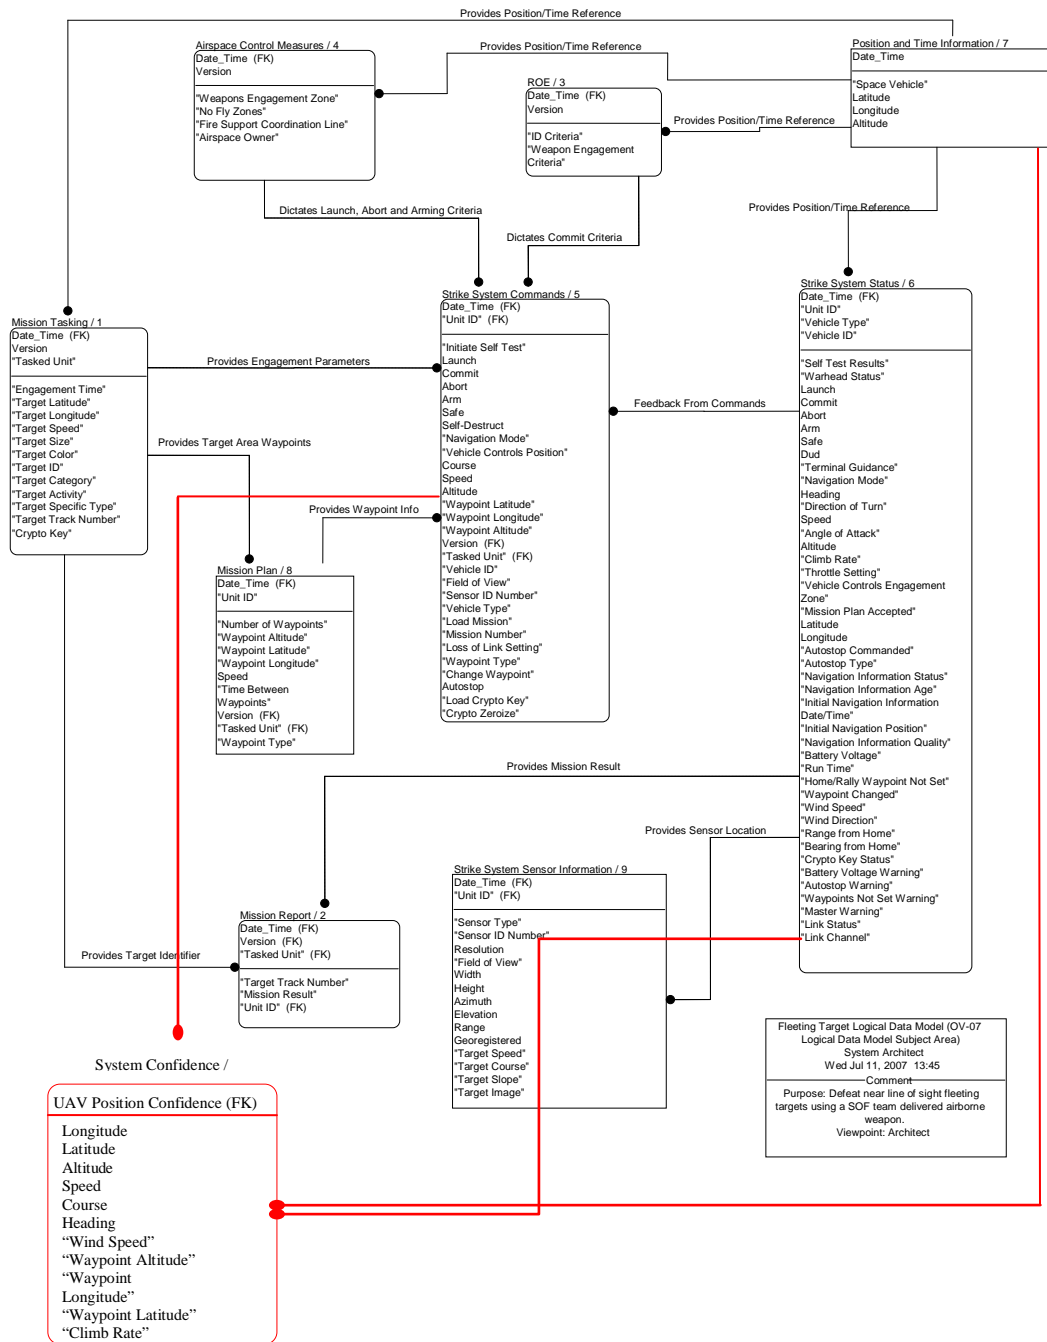 Provides Position/Time Reference
Airspace Control Measures / 4
Date_Time (FK)
Version
"Weapons Engagement Zone"
"No Fly Zones"
"Fire Support Coordination Line"
"Airspace Owner"
Provides Position/Time Reference
ROE / 3
Date_Time (FK)
Version
"ID Criteria"
"Weapon Engagement
Criteria"
Provides Position/Time Reference
Position and Time Information / 7
Date_Time
"Space Vehicle"
Latitude
Longitude
Altitude
Dictates Launch, Abort and Arming Criteria
Dictates Commit Criteria
Provides Position/Time Reference
Mission Tasking / 1
Date_Time (FK)
Version
"Tasked Unit"
"Engagement Time"
"Target Latitude"
"Target Longitude"
"Target Speed"
"Target Size"
"Target Color"
"Target ID"
"Target Category"
"Target Activity"
"Target Specific Type"
"Target Track Number"
"Crypto Key"
Provides Engagement Parameters
Provides Target Area Waypoints
Provides Waypoint Info
Strike System Commands / 5
Date_Time (FK)
"Unit ID" (FK)
"Initiate Self Test"
Launch
Commit
Abort
Arm
Safe
Self-Destruct
"Navigation Mode"
"Vehicle Controls Position"
Course
Speed
Altitude
"Waypoint Latitude"
"Waypoint Longitude"
"Waypoint Altitude"
Version (FK)
"Tasked Unit" (FK)
"Vehicle ID"
"Field of View"
"Sensor ID Number"
"Vehicle Type"
"Load Mission"
"Mission Number"
"Loss of Link Setting"
"Waypoint Type"
"Change Waypoint"
Autostop
"Load Crypto Key"
"Crypto Zeroize"
Feedback From Commands
Strike System Status / 6
Date_Time (FK)
"Unit ID"
"Vehicle Type"
"Vehicle ID"
"Self Test Results"
"Warhead Status"
Launch
Commit
Abort
Arm
Safe
Dud
"Terminal Guidance"
"Navigation Mode"
Heading
"Direction of Turn"
Speed
"Angle of Attack"
Altitude
"Climb Rate"
"Throttle Setting"
"Vehicle Controls Engagement
Zone"
"Mission Plan Accepted"
Latitude
Longitude
"Autostop Commanded"
"Autostop Type"
"Navigation Information Status"
"Navigation Information Age"
"Initial Navigation Information
Date/Time"
"Initial Navigation Position"
"Navigation Information Quality"
"Battery Voltage"
"Run Time"
"Home/Rally Waypoint Not Set"
"Waypoint Changed"
"Wind Speed"
"Wind Direction"
"Range from Home"
"Bearing from Home"
"Crypto Key Status"
"Battery Voltage Warning"
"Autostop Warning"
"Waypoints Not Set Warning"
"Master Warning"
"Link Status"
"Link Channel"
Mission Plan / 8
Date_Time (FK)
"Unit ID"
"Number of Waypoints"
"Waypoint Altitude"
"Waypoint Latitude"
"Waypoint Longitude"
Speed
"Time Between
Waypoints"
Version (FK)
"Tasked Unit" (FK)
"Waypoint Type"
Provides Mission Result
Provides Sensor Location
Strike System Sensor Information / 9
Date_Time (FK)
"Unit ID" (FK)
"Sensor Type"
"Sensor ID Number"
Resolution
"Field of View"
Width
Height
Azimuth
Elevation
Range
Georegistered
"Target Speed"
"Target Course"
"Target Slope"
"Target Image"
Mission Report / 2
Date_Time (FK)
Version (FK)
"Tasked Unit" (FK)
"Target Track Number"
"Mission Result"
"Unit ID" (FK)
Provides Target Identifier
System Confidence /
UAV Position Confidence (FK)
Longitude
Latitude
Altitude
Speed
Course
Heading
“Wind Speed”
“Waypoint Altitude”
“Waypoint
Longitude”
“Waypoint Latitude”
“Climb Rate”
Fleeting Target Logical Data Model (OV-07
Logical Data Model Subject Area)
System Architect
Wed Jul 11, 2007 13:45
Comment
Purpose: Defeat near line of sight fleeting
targets using a SOF team delivered airborne
weapon.
Viewpoint: Architect